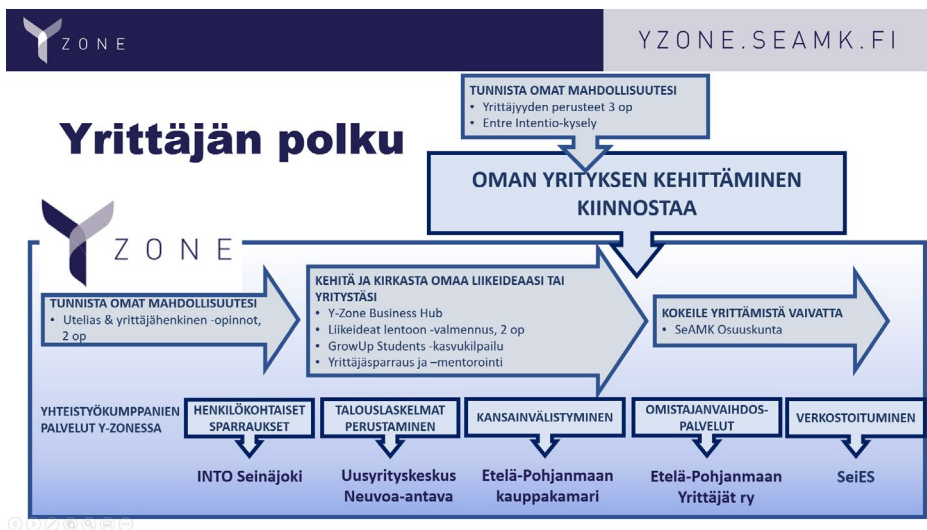 ZONE
YZONE.SEAMK.FI
Yrittäjän polku
TUNNISTA OMAT MAHDOLLISUUTESI
• Yrittäjyyden perusteet 3 op
• Entre Intentio-kysely
OMAN YRITYKSEN KEHITTÄMINEN
KIINNOSTAA
ZONE
TUNNISTA OMAT MAHDOLLISUUTESI
• Utelias & yrittäjähenkinen -opinnot,
2 op
KEHITÄ JA KIRKASTA OMAA LIIKEIDEAASI TAI
YRITYSTÄSI
• Y-Zone Business Hub
• Liikeideat lentoon -valmennus, 2 op
• GrowUp Students -kasvukilpailu
• Yrittäjäsparraus ja –mentorointi
KOKEILE YRITTÄMISTÄ VAIVATTA
• SeAMK Osuuskunta
YHTEISTYÖKUMPPANIEN
PALVELUT Y-ZONESSA
HENKILÖKOHTAISET
SPARRAUKSET
INTO Seinäjoki
TALOUSLASKELMAT
PERUSTAMINEN
Uusyrityskeskus
Neuvoa-antava
KANSAINVÄLISTYMINEN
Etelä-Pohjanmaan
kauppakamari
OMISTAJANVAIHDOS-
PALVELUT
Etelä-Pohjanmaan
Yrittäjät ry
VERKOSTOITUMINEN
SeiES